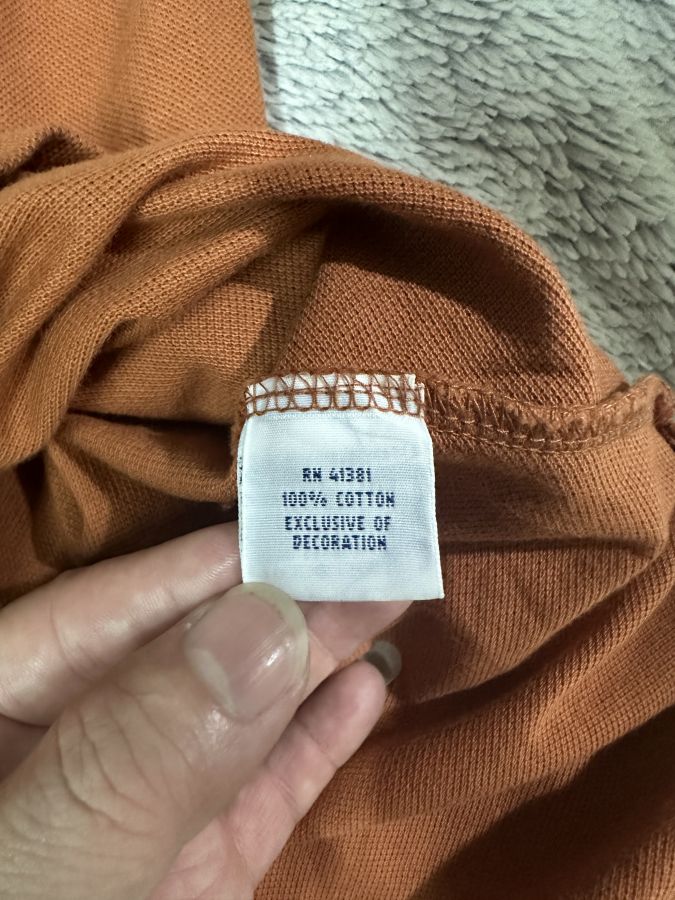 RN 41381
100% COTTON
EXCLUSIVE OF
DECORATION